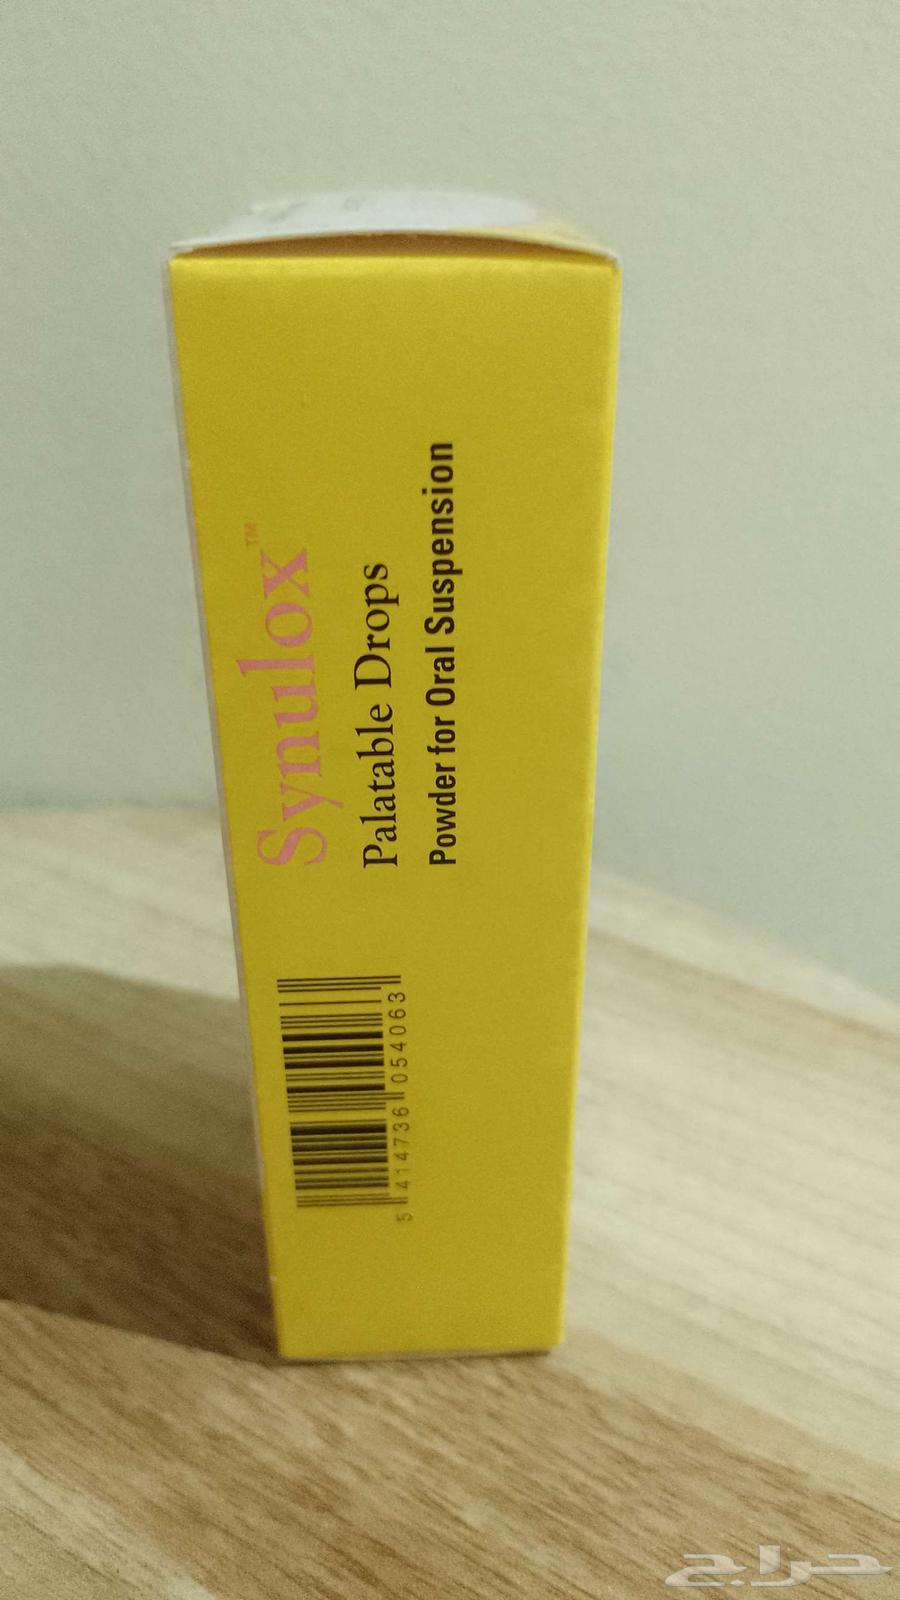 Synulox™
Palatable Drops
Powder for Oral Suspension
5 414736 054063
حراج